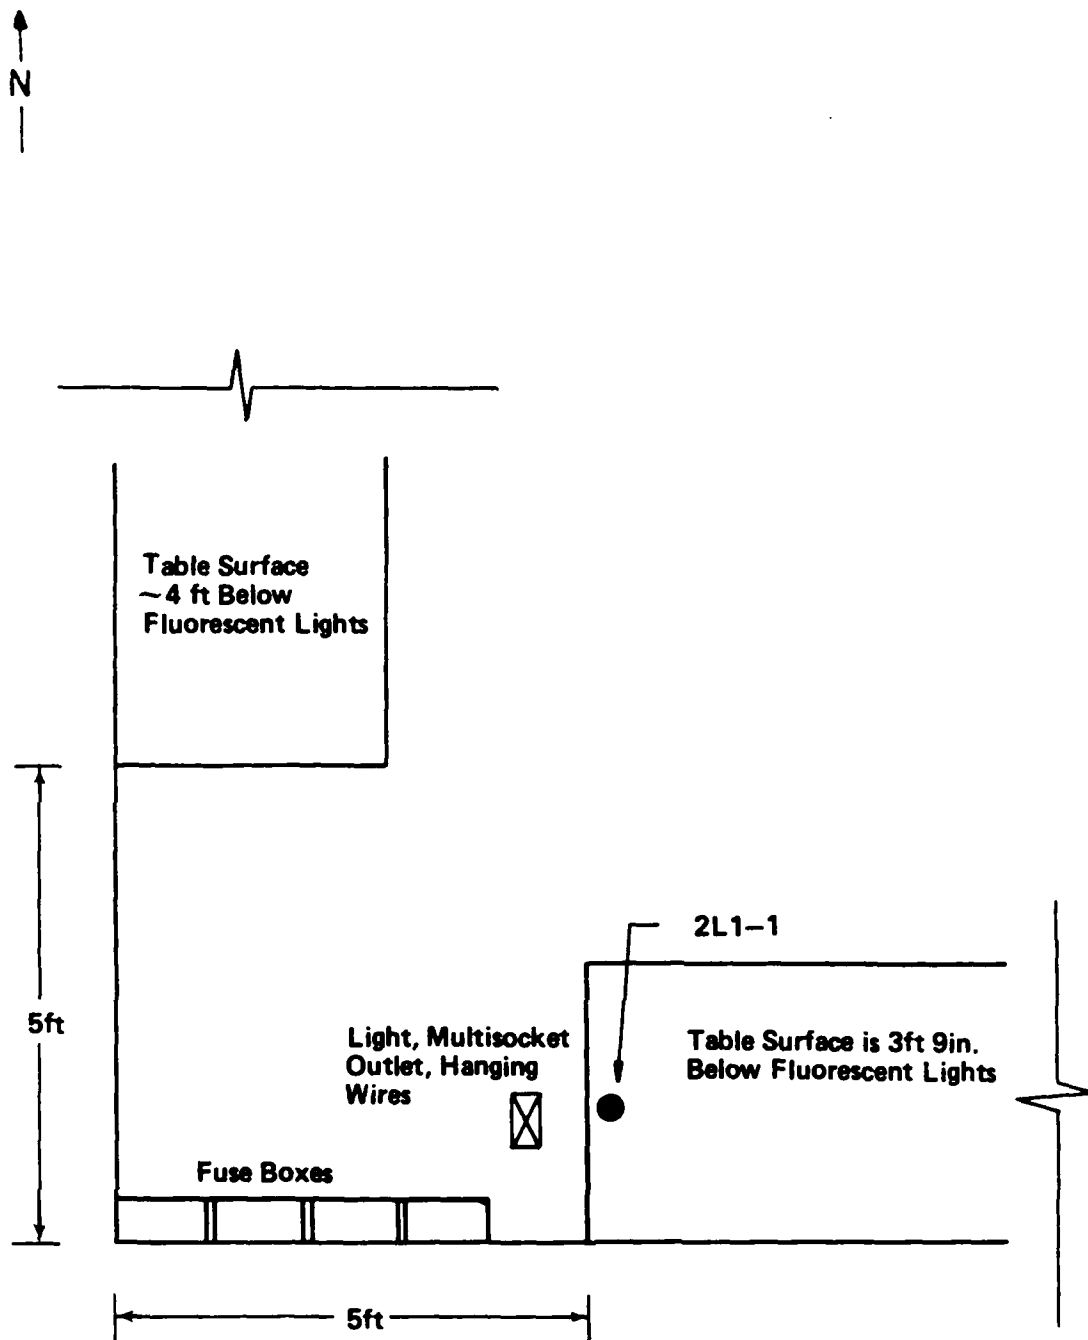 N
Table Surface
~4 ft Below
Fluorescent Lights
2L1-1
5ft
Light, Multisocket
Outlet, Hanging
Wires
Table Surface is 3ft 9in.
Below Fluorescent Lights
Fuse Boxes
5ft